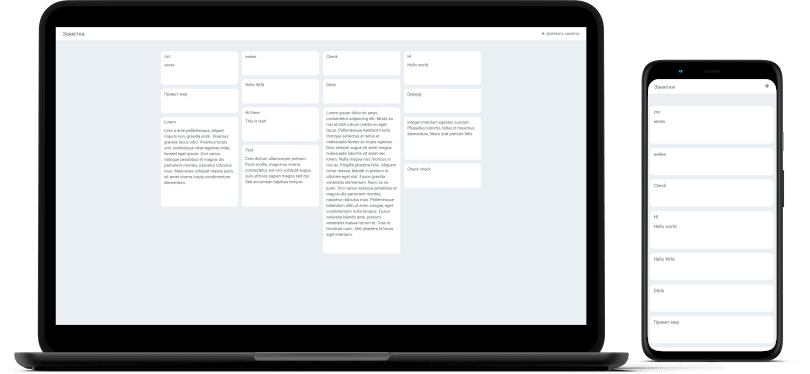 Заметки
+ Добавить заметку
zxc
eeeee
Привет мир
Lorem
Cras a ante pellentesque, aliquet
mauris non, gravida enim. Vivamus
gravida lacus odio. Vivamus turpis
orci, scelerisque vitae egestas vitae,
laoreet eget ipsum. Orci varius
natoque penatibus et magnis dis
parturient montes, nascetur ridiculus
mus. Maecenas volutpat massa justo,
sit amet viverra turpis condimentum
elementum.
eeeee
Hello Wrld
Hi there
This is text!
Text
Cras dictum ullamcorper pretium.
Proin mollis, magna eu viverra
consectetur, est orci volutpat augue,
quis ultrices sapien magna sed dui.
Sed accumsan dapibus tempor.
Check
Ddds
Lorem ipsum dolor sit amet,
consectetur adipiscing elit. Morbi eu
nisl id nibh rutrum mattis eu eget
lacus. Pellentesque habitant morbi
tristique senectus et netus et
malesuada fames ac turpis egestas.
Duis semper augue sit amet magna
malesuada lobortis sit amet nec
lorem. Nulla magna nisl, rhoncus in
nisi ac, fringilla pharetra felis. Aliquam
tortor massa, blandit in pretium id,
ultricies eget nisl. Fusce gravida
venenatis elementum. Nunc eu ex
justo. Orci varius natoque penatibus et
magnis dis parturient montes,
nascetur ridiculus mus. Pellentesque
bibendum nibh ut enim congue, eget
condimentum nulla tempus. Fusce
molestie blandit ante, pretium
venenatis massa rutrum et. Cras id
tincidunt nunc. Sed pharetra id lacus
eget interdum.
Hi
Hello world
Integer interdum egestas suscipit.
Phasellus lobortis, tellus id maximus
elementum, libero erat pretium felis.
Check check
Заметки
+
zxc
eeeee
eeeee
Check
Hi
Hello world
Hello Wrld
Ddds
Привет мир